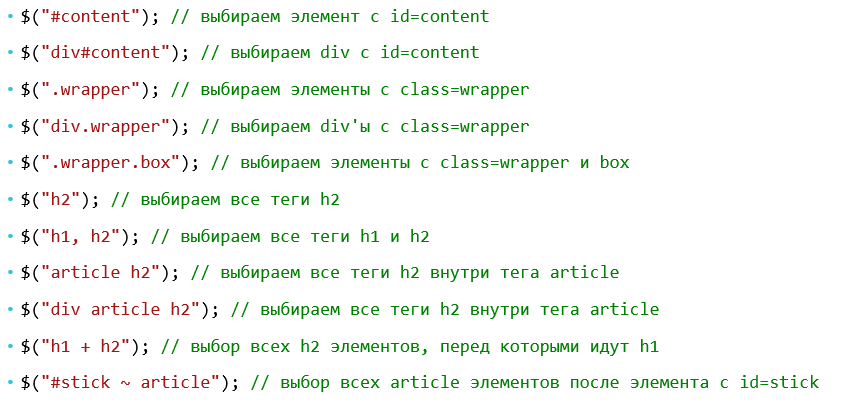 • $("#content"); // выбираем элемент с id=content
• $("div#content"); // выбираем div с id=content
• $(".wrapper"); // выбираем элементы с class=wrapper
• $("div.wrapper"); // выбираем div'ы с class=wrapper
• $(".wrapper.box"); // выбираем элементы с class=wrapper и box
• $("h2"); // выбираем все теги h2
• $("h1, h2"); // выбираем все теги h1 и h2
• $("article h2"); // выбираем все теги h2 внутри тега article
• $("div article h2"); // выбираем все теги h2 внутри тега article
• $("h1 + h2"); // выбор всех h2 элементов, перед которыми идут h1
• $("#stick ~ article"); // выбор всех article элементов после элемента с id=stick